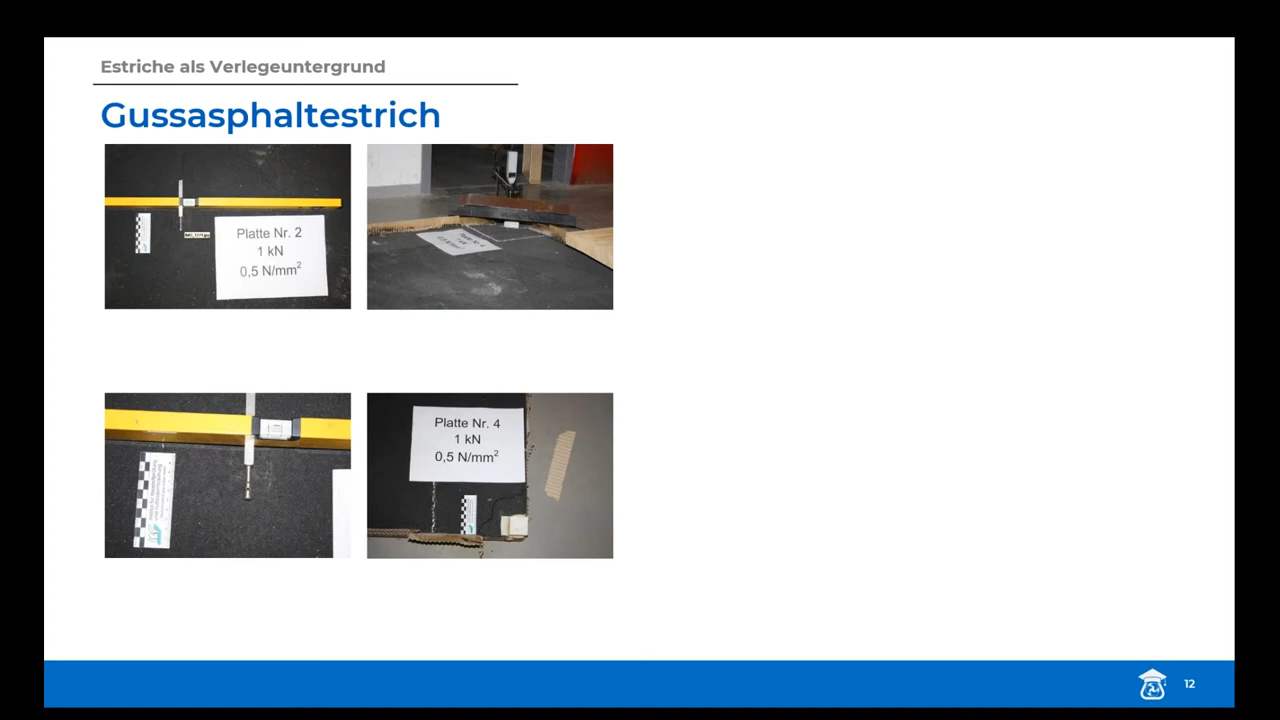 Estriche als Verlegeuntergrund
Gussasphaltestrich
Platte Nr. 2
1 kN
0,5 N/mm²
Platte Nr. 4
1 kN
0,5 N/mm²
12